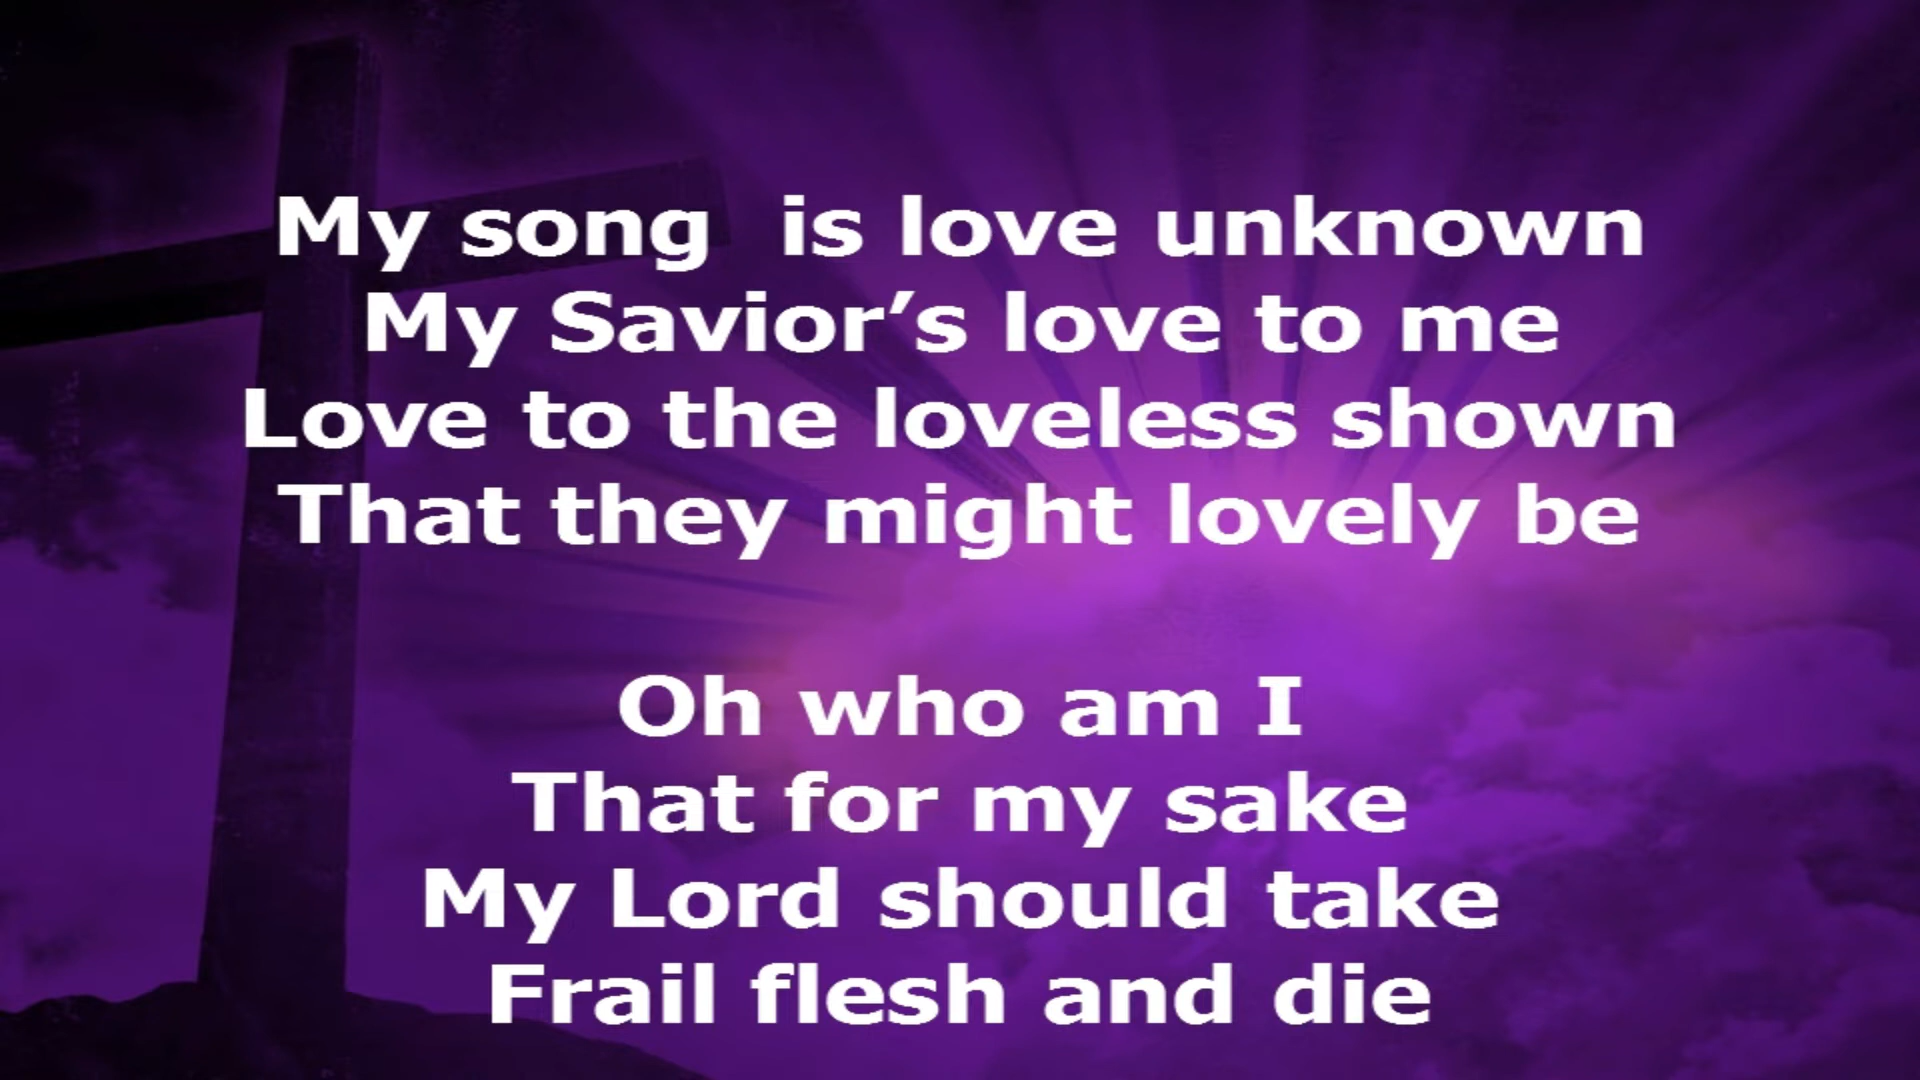 My song  is love unknown
My Savior’s love to me
Love to the loveless shown
That they might lovely be
Oh who am I
That for my sake
My Lord should take
Frail flesh and die